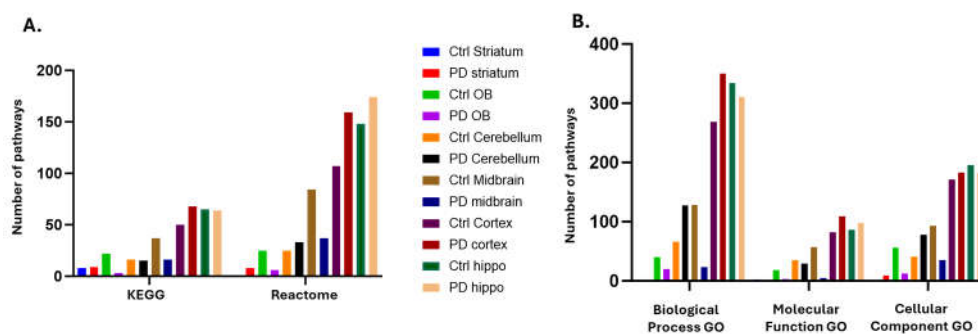 A.
Number of pathways
200
150
100
50
0
KEGG
Reactome
Ctrl Striatum
PD striatum
Ctrl OB
PD OB
Ctrl Cerebellum
PD Cerebellum
Ctrl Midbrain
PD midbrain
Ctrl Cortex
PD cortex
Ctrl hippo
PD hippo
B.
Number of pathways
400
300
200
100
0
Biological
Process GO
Molecular
Function GO
Cellular
Component GO